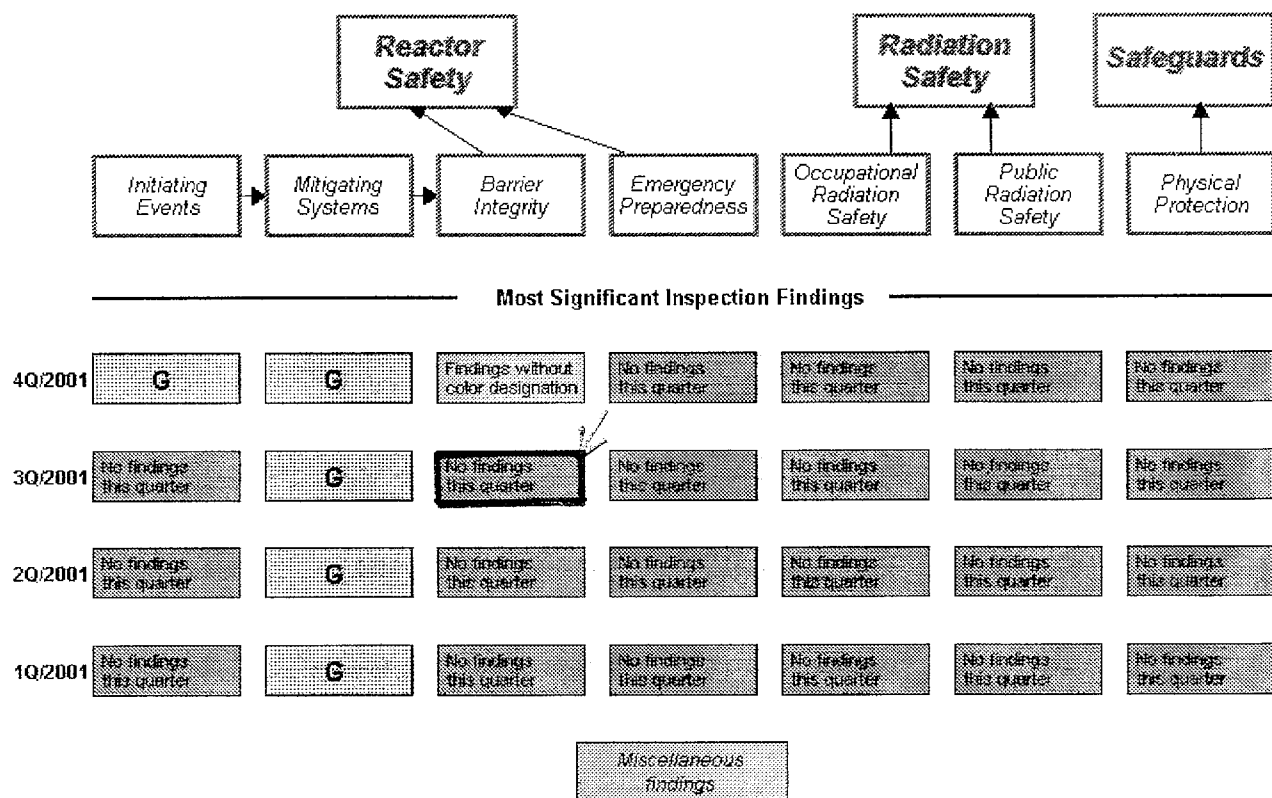 Reactor
Safety
Radiation
Safety
Safeguards
Initiating
Events
Mitigating
Systems
Barrier
Integrity
Emergency
Preparedness
Occupational
Radiation
Safety
Public
Radiation
Safety
Physical
Protection
Most Significant Inspection Findings
4Q/2001
G
G
Findings without
color designation
No findings
this quarter
No findings
this quarter
No findings
this quarter
No findings
this quarter
3Q/2001
No findings
this quarter
G
No findings
this quarter
No findings
this quarter
No findings
this quarter
No findings
this quarter
No findings
this quarter
2Q/2001
No findings
this quarter
G
No findings
this quarter
No findings
this quarter
No findings
this quarter
No findings
this quarter
No findings
this quarter
1Q/2001
No findings
this quarter
G
No findings
this quarter
No findings
this quarter
No findings
this quarter
No findings
this quarter
No findings
this quarter
Miscellaneous
findings